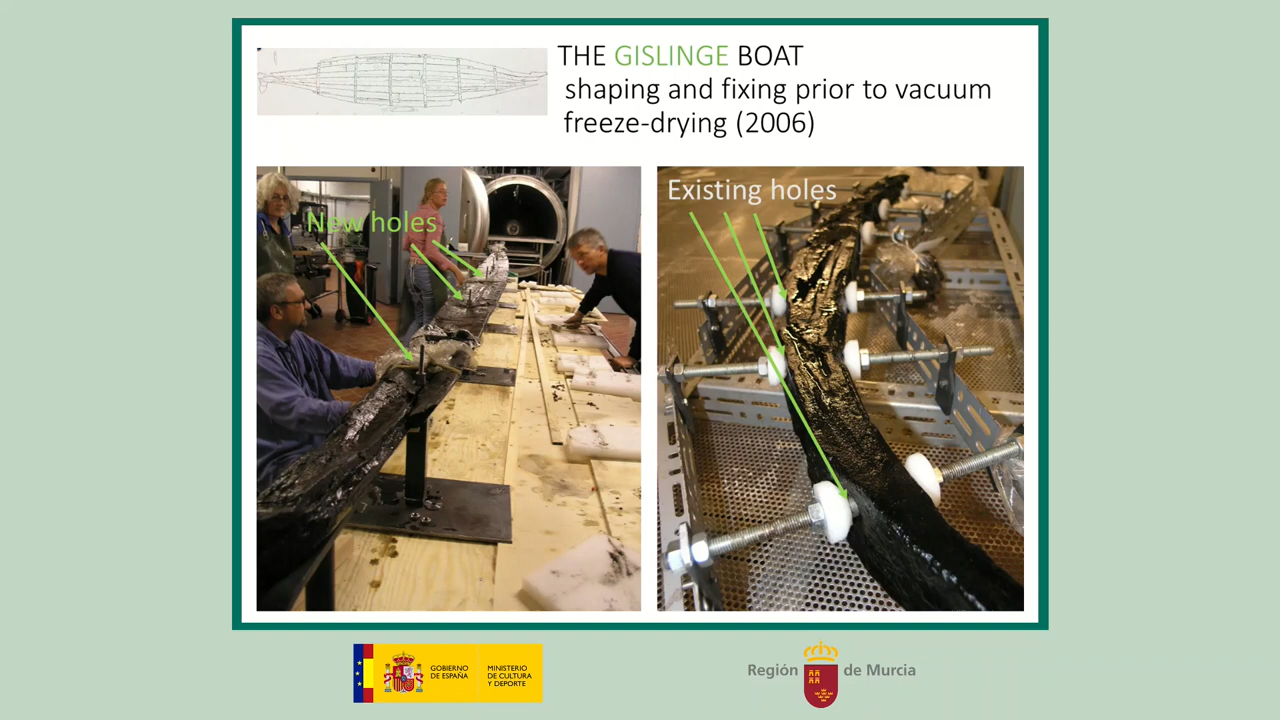 THE GISLINGE BOAT
shaping and fixing prior to vacuum
freeze-drying (2006)
New holes
Existing holes
GOBIERNO
DE ESPAÑA
MINISTERIO
DE CULTURA
Y DEPORTE
Región de Murcia